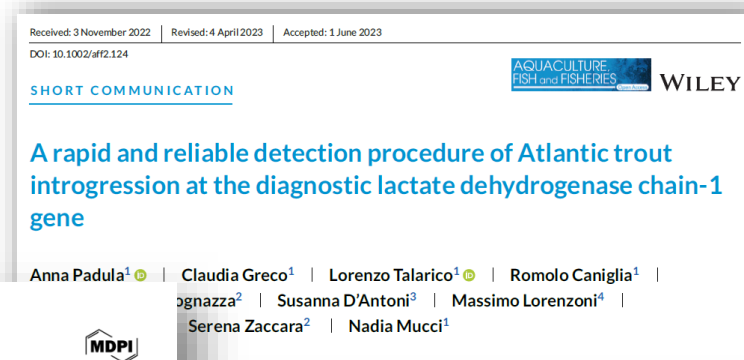 Received: 3 November 2022 | Revised: 4 April 2023 | Accepted: 1 June 2023
DOI: 10.1002/aff2.124
AQUACULTURE,
FISH and FISHERIES
Open Access
WILEY
SHORT COMMUNICATION
A rapid and reliable detection procedure of Atlantic trout
introgression at the diagnostic lactate dehydrogenase chain-1
gene
Anna Padula1 | Claudia Greco1 | Lorenzo Talarico1 | Romolo Caniglia1 |
ognazza2 | Susanna D'Antoni3 | Massimo Lorenzoni4 |
Serena Zaccara2 | Nadia Mucci1
MDPI